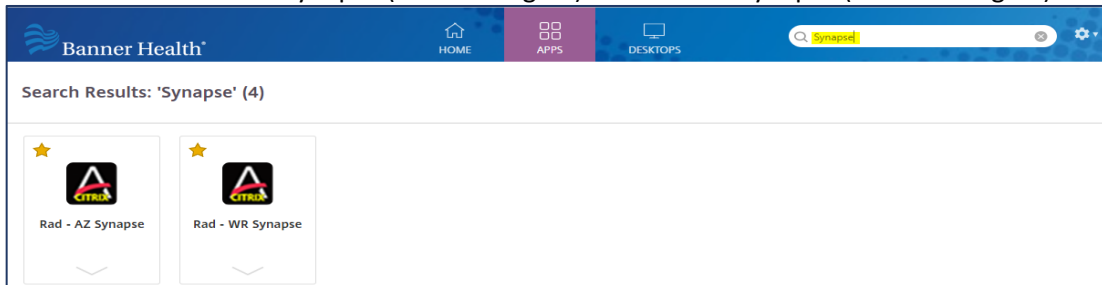 Banner Health®
HOME
APPS
DESKTOPS
Synapse
Search Results: 'Synapse' (4)
CITRIX
CITRIX
Rad - AZ Synapse
Rad - WR Synapse